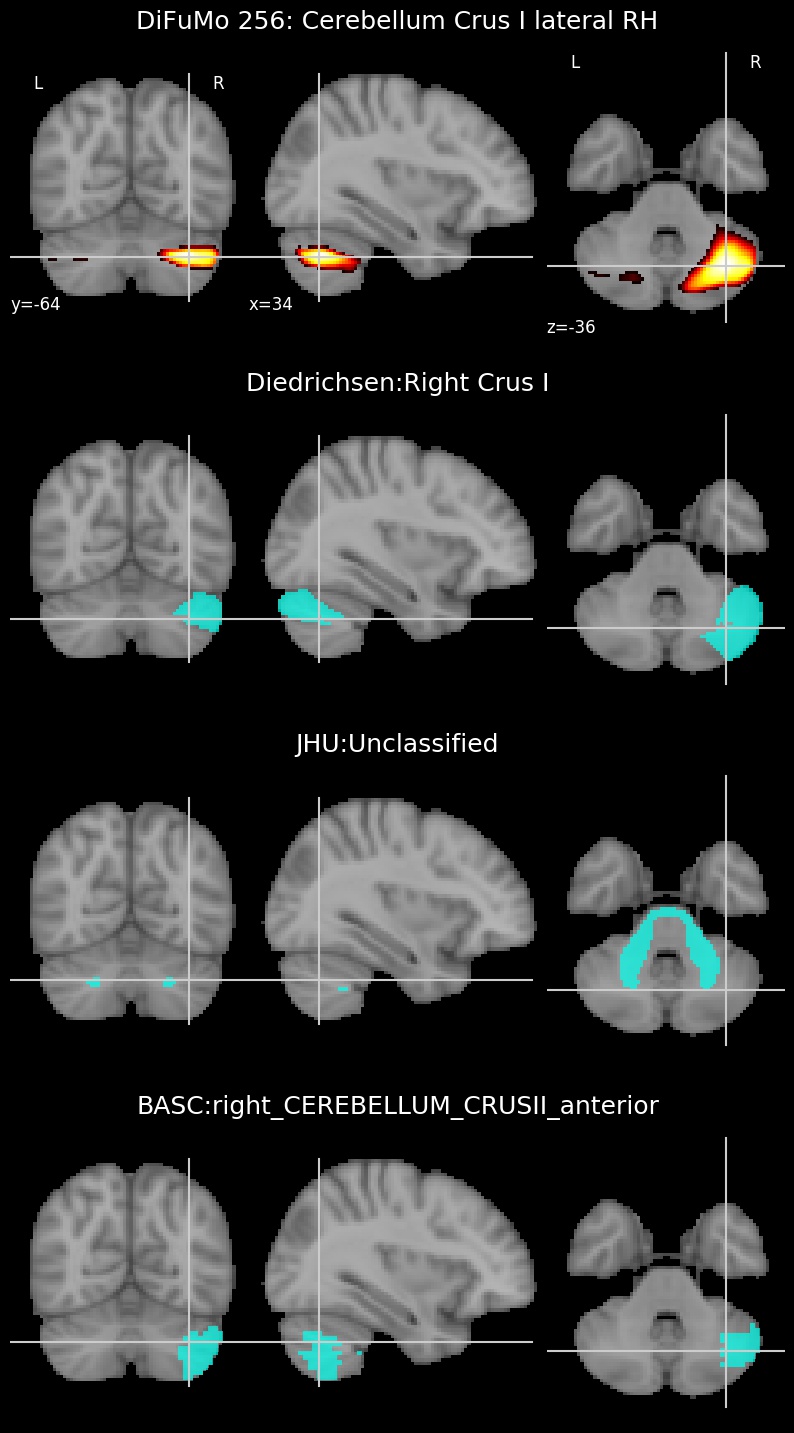 DiFuMo 256: Cerebellum Crus I lateral RH
L R L R
y=-64 x=34 z=-36
Diedrichsen:Right Crus I
JHU:Unclassified
BASC:right_CEREBELLUM_CRUSII_anterior